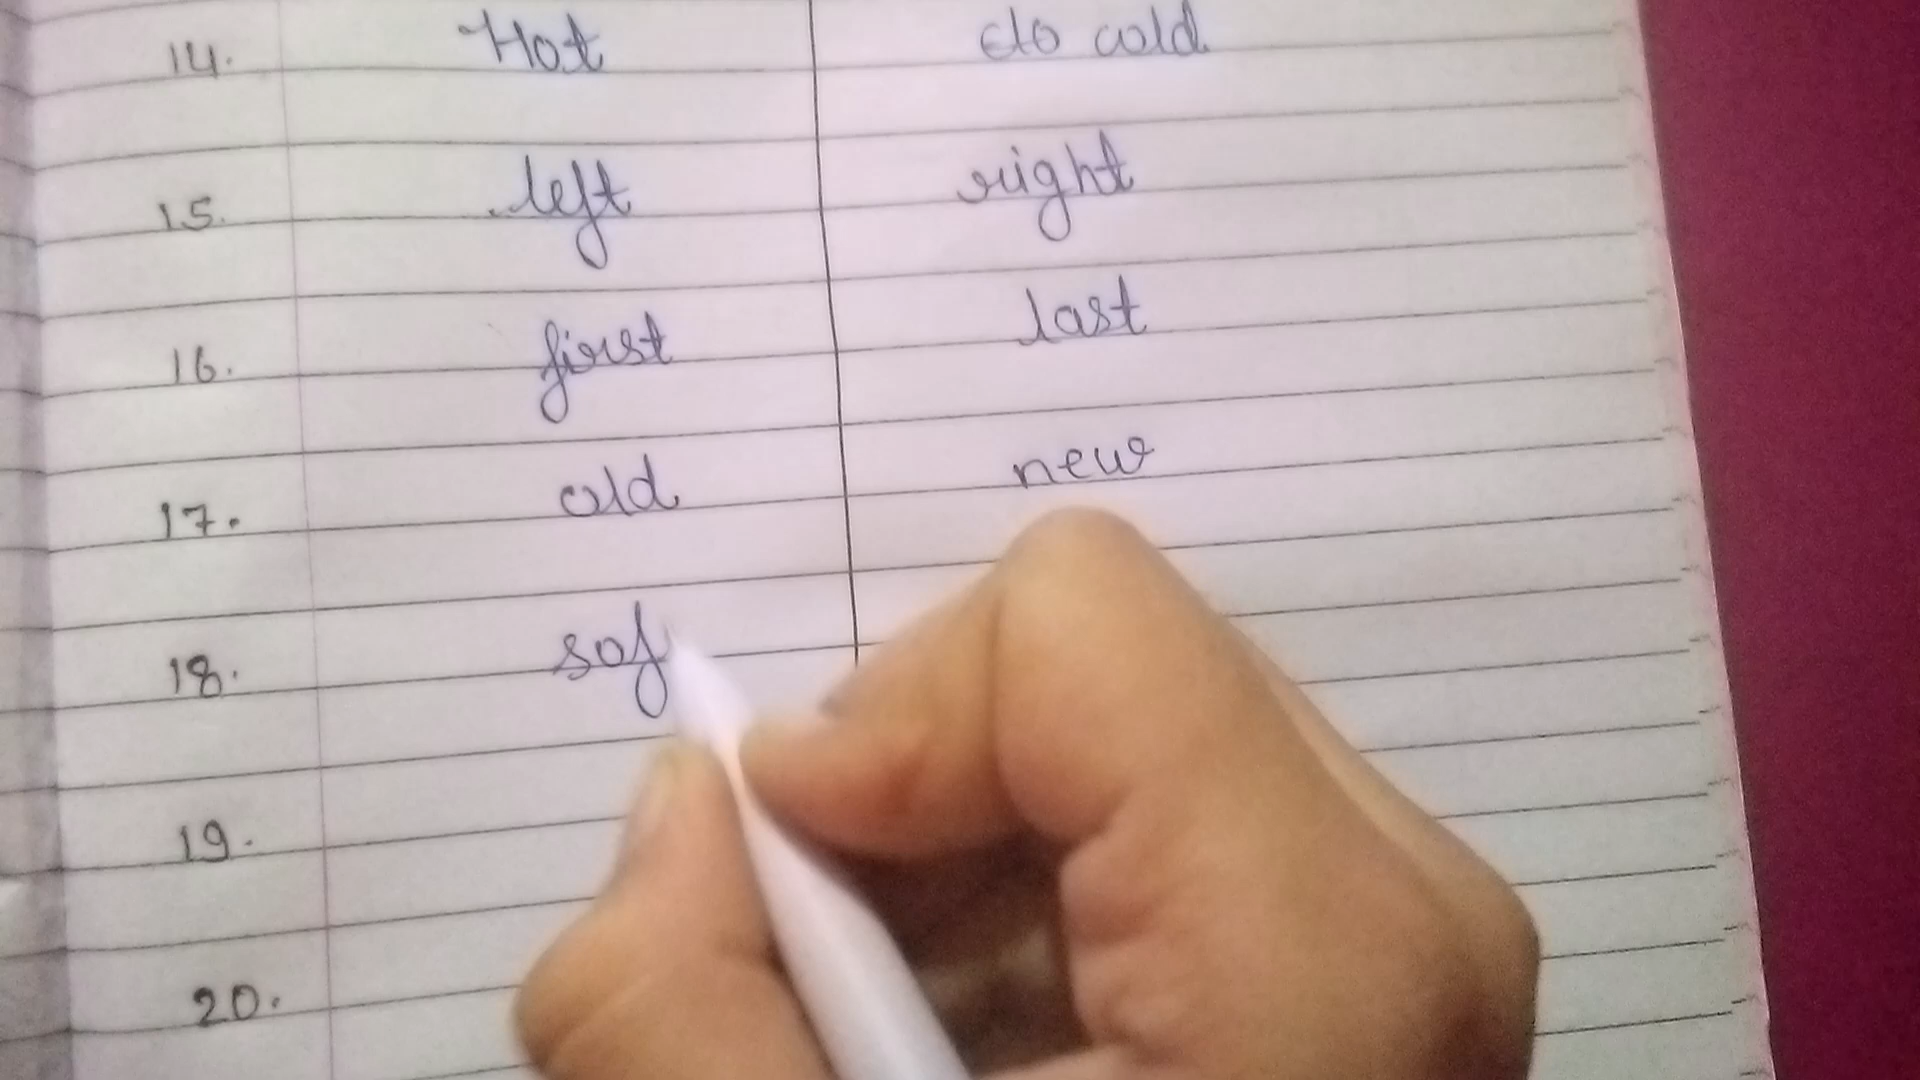 14. Hot cto cold
15. left right
16. first last
17. old new
18. sof
19.
20.